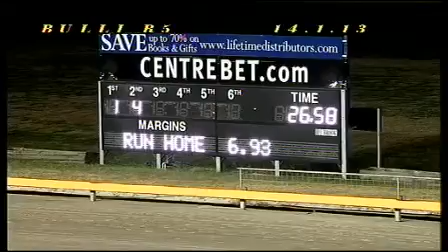 BULLI R5 14.1.13
SAVE up to 70% on Books & Gifts www.lifetimedistributors.com
CENTREBET.com
1ST 2ND 3RD 4TH 5TH 6TH TIME
1 4 26.58
MARGINS
RUN HOME 6.93